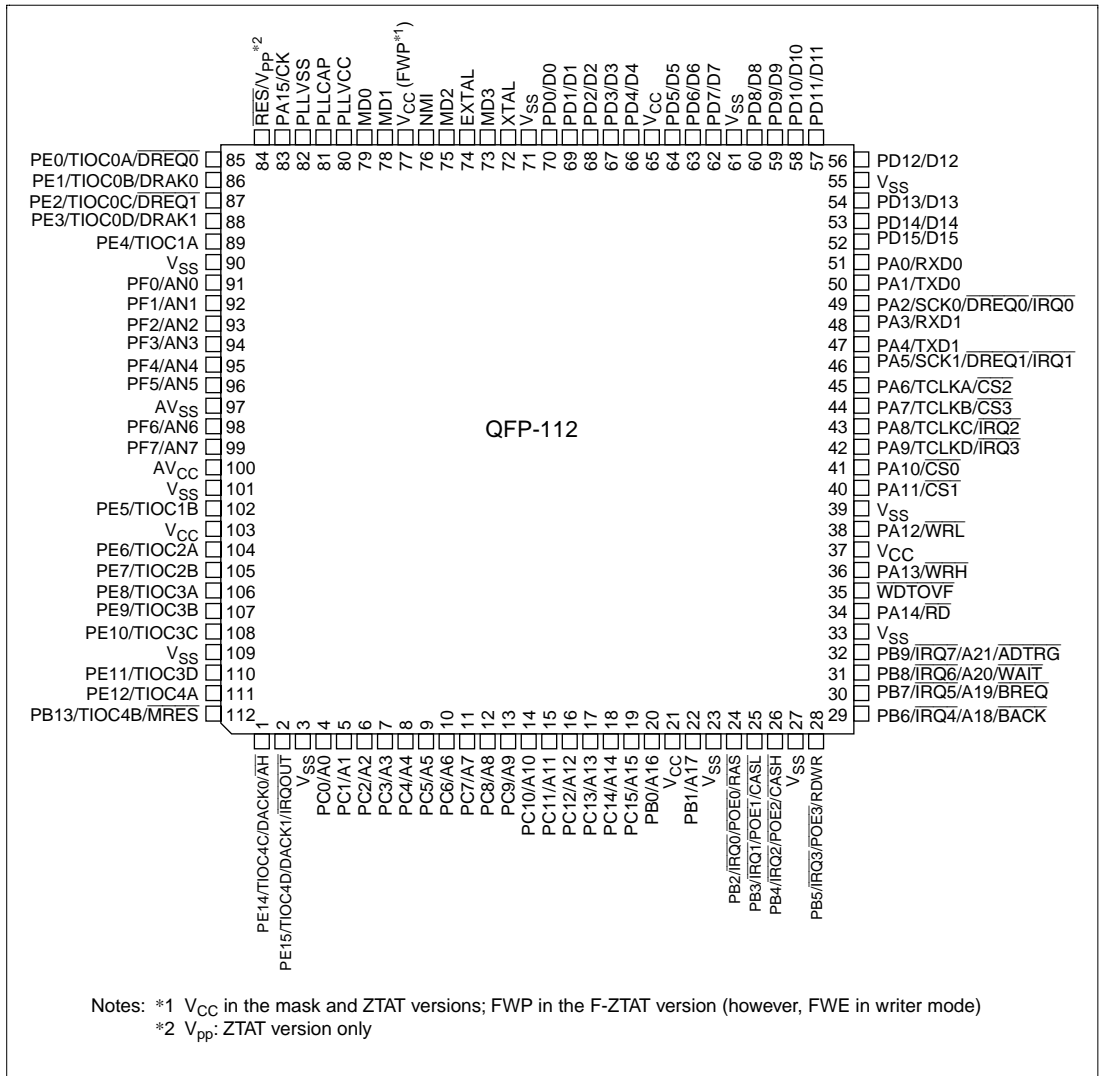 RES/VPP*2
PA15/CK
PLLVSS
PLLCAP
PLLVCC
MD0
MD1
VCC (FWP*1)
NMI
MD2
EXTAL
MD3
XTAL
VSS
PD0/D0
PD1/D1
PD2/D2
PD3/D3
PD4/D4
VCC
PD5/D5
PD6/D6
PD7/D7
VSS
PD8/D8
PD9/D9
PD10/D10
PD11/D11
84 83 82 81 80 79 78 77 76 75 74 73 72 71 70 69 68 67 66 65 64 63 62 61 60 59 58 57
PE0/TIOC0A/DREQ0 85
PE1/TIOC0B/DRAK0 86
PE2/TIOC0C/DREQ1 87
PE3/TIOC0D/DRAK1 88
PE4/TIOC1A 89
VSS 90
PF0/AN0 91
PF1/AN1 92
PF2/AN2 93
PF3/AN3 94
PF4/AN4 95
PF5/AN5 96
AVSS 97
PF6/AN6 98
PF7/AN7 99
AVCC 100
VSS 101
PE5/TIOC1B 102
VCC 103
PE6/TIOC2A 104
PE7/TIOC2B 105
PE8/TIOC3A 106
PE9/TIOC3B 107
PE10/TIOC3C 108
VSS 109
PE11/TIOC3D 110
PE12/TIOC4A 111
PB13/TIOC4B/MRES 112
QFP-112
56 PD12/D12
55 VSS
54 PD13/D13
53 PD14/D14
52 PD15/D15
51 PA0/RXD0
50 PA1/TXD0
49 PA2/SCK0/DREQ0/IRQ0
48 PA3/RXD1
47 PA4/TXD1
46 PA5/SCK1/DREQ1/IRQ1
45 PA6/TCLKA/CS2
44 PA7/TCLKB/CS3
43 PA8/TCLKC/IRQ2
42 PA9/TCLKD/IRQ3
41 PA10/CS0
40 PA11/CS1
39 VSS
38 PA12/WRL
37 VCC
36 PA13/WRH
35 WDTOVF
34 PA14/RD
33 VSS
32 PB9/IRQ7/A21/ADTRG
31 PB8/IRQ6/A20/WAIT
30 PB7/IRQ5/A19/BREQ
29 PB6/IRQ4/A18/BACK
1 2 3 4 5 6 7 8 9 10 11 12 13 14 15 16 17 18 19 20 21 22 23 24 25 26 27 28
PE14/TIOC4C/DACK0/AH
PE15/TIOC4D/DACK1/IRQOUT
VSS
PC0/A0
PC1/A1
PC2/A2
PC3/A3
PC4/A4
PC5/A5
PC6/A6
PC7/A7
PC8/A8
PC9/A9
PC10/A10
PC11/A11
PC12/A12
PC13/A13
PC14/A14
PC15/A15
PB0/A16
VCC
PB1/A17
VSS
PB2/IRQ0/POE0/RAS
PB3/IRQ1/POE1/CASL
PB4/IRQ2/POE2/CASH
VSS
PB5/IRQ3/POE3/RDWR
Notes: *1 VCC in the mask and ZTAT versions; FWP in the F-ZTAT version (however, FWE in writer mode)
*2 Vpp: ZTAT version only